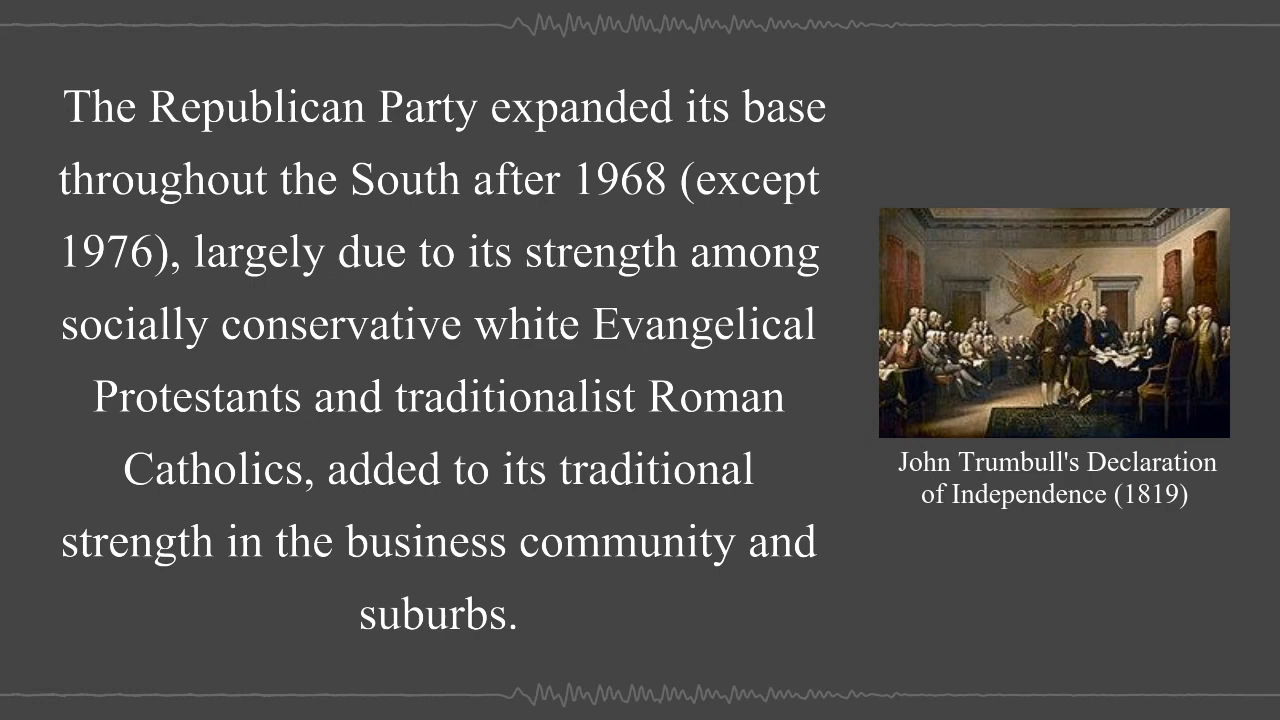 The Republican Party expanded its base
throughout the South after 1968 (except
1976), largely due to its strength among
socially conservative white Evangelical
Protestants and traditionalist Roman
Catholics, added to its traditional
strength in the business community and
suburbs.
John Trumbull's Declaration
of Independence (1819)